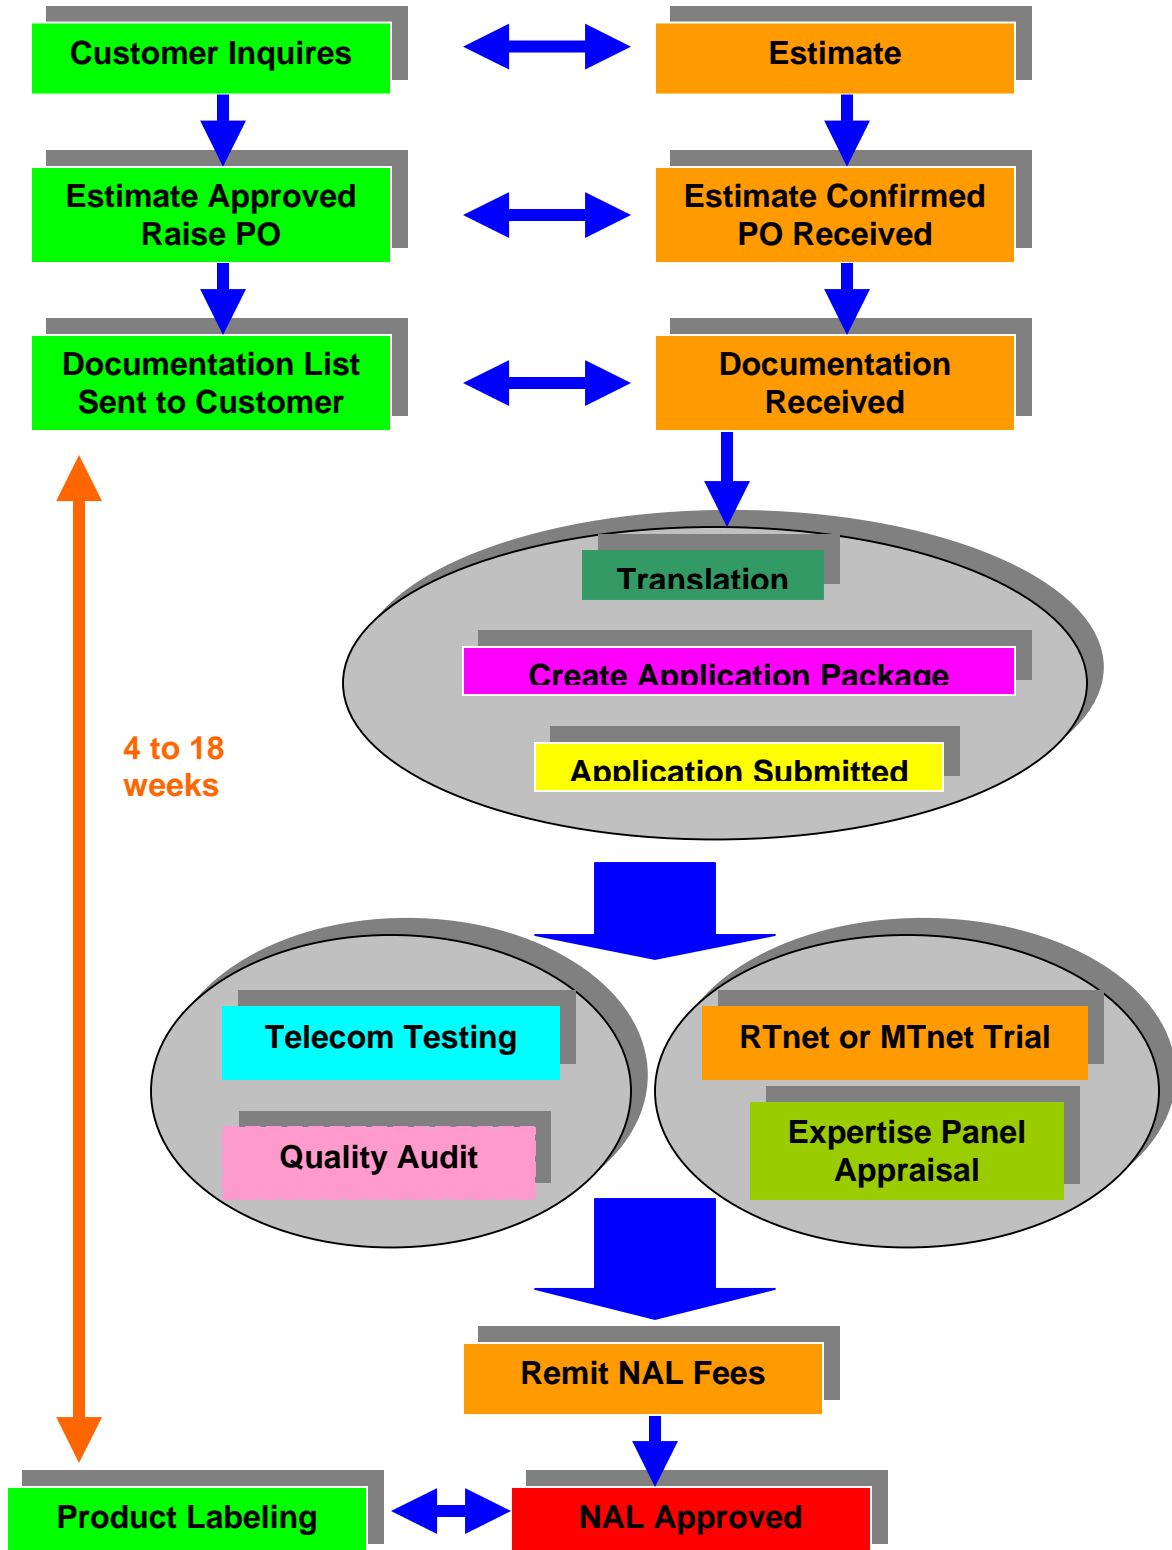 Customer Inquires
Estimate
Estimate Approved
Raise PO
Estimate Confirmed
PO Received
Documentation List
Sent to Customer
Documentation
Received
Translation
Create Application Package
4 to 18
weeks
Application Submitted
Telecom Testing
RTnet or MTnet Trial
Quality Audit
Expertise Panel
Appraisal
Remit NAL Fees
Product Labeling
NAL Approved